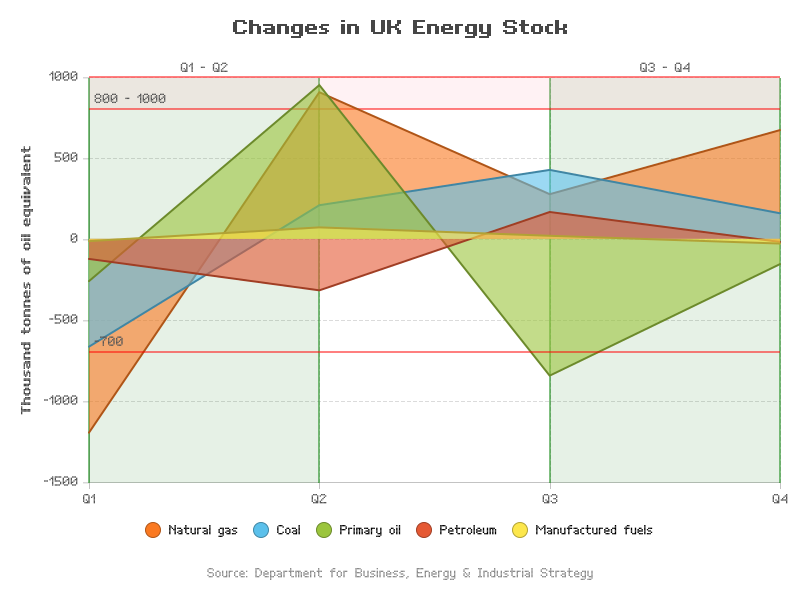 Changes in UK Energy Stock
Q1 - Q2
Q3 - Q4
1000
800 - 1000
500
0
-500
-700
-1000
-1500
Thousand tonnes of oil equivalent
Q1
Q2
Q3
Q4
Natural gas
Coal
Primary oil
Petroleum
Manufactured fuels
Source: Department for Business, Energy & Industrial Strategy